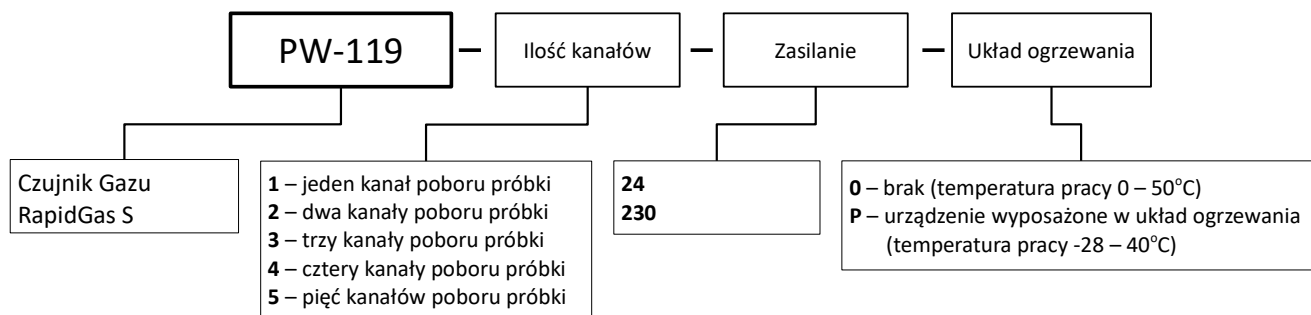 PW-119 – Ilość kanałów – Zasilanie – Układ ogrzewania
Czujnik Gazu
RapidGas S
1 – jeden kanał poboru próbki
2 – dwa kanały poboru próbki
3 – trzy kanały poboru próbki
4 – cztery kanały poboru próbki
5 – pięć kanałów poboru próbki
24
230
0 – brak (temperatura pracy 0 – 50°C)
P – urządzenie wyposażone w układ ogrzewania
(temperatura pracy -28 – 40°C)